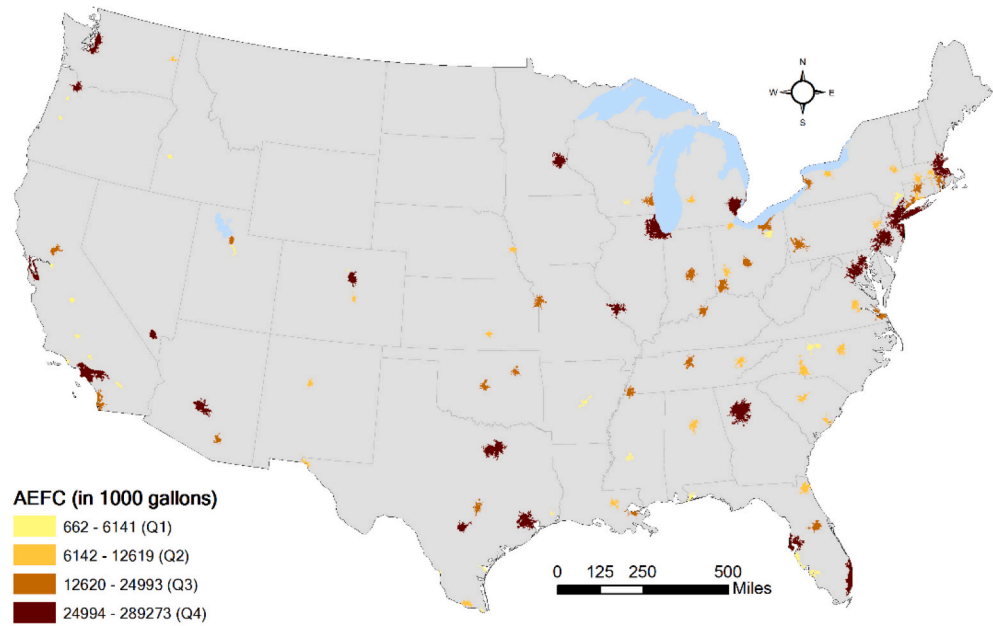 N
W E
S
AEFC (in 1000 gallons)
662 - 6141 (Q1)
6142 - 12619 (Q2)
12620 - 24993 (Q3)
24994 - 289273 (Q4)
0 125 250 500
Miles